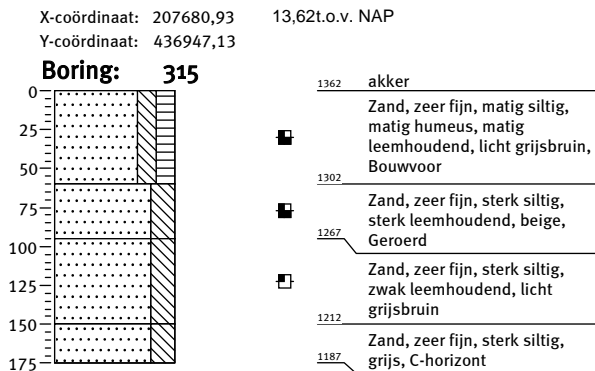 X-coördinaat: 207680,93 13,62t.o.v. NAP
Y-coördinaat: 436947,13
Boring: 315
0
25
50
75
100
125
150
175
1362 akker
Zand, zeer fijn, matig siltig,
matig humeus, matig
leemhoudend, licht grijsbruin,
Bouwvoor
1302
Zand, zeer fijn, sterk siltig,
sterk leemhoudend, beige,
Geroerd
1267
Zand, zeer fijn, sterk siltig,
zwak leemhoudend, licht
grijsbruin
1212
Zand, zeer fijn, sterk siltig,
grijs, C-horizont
1187